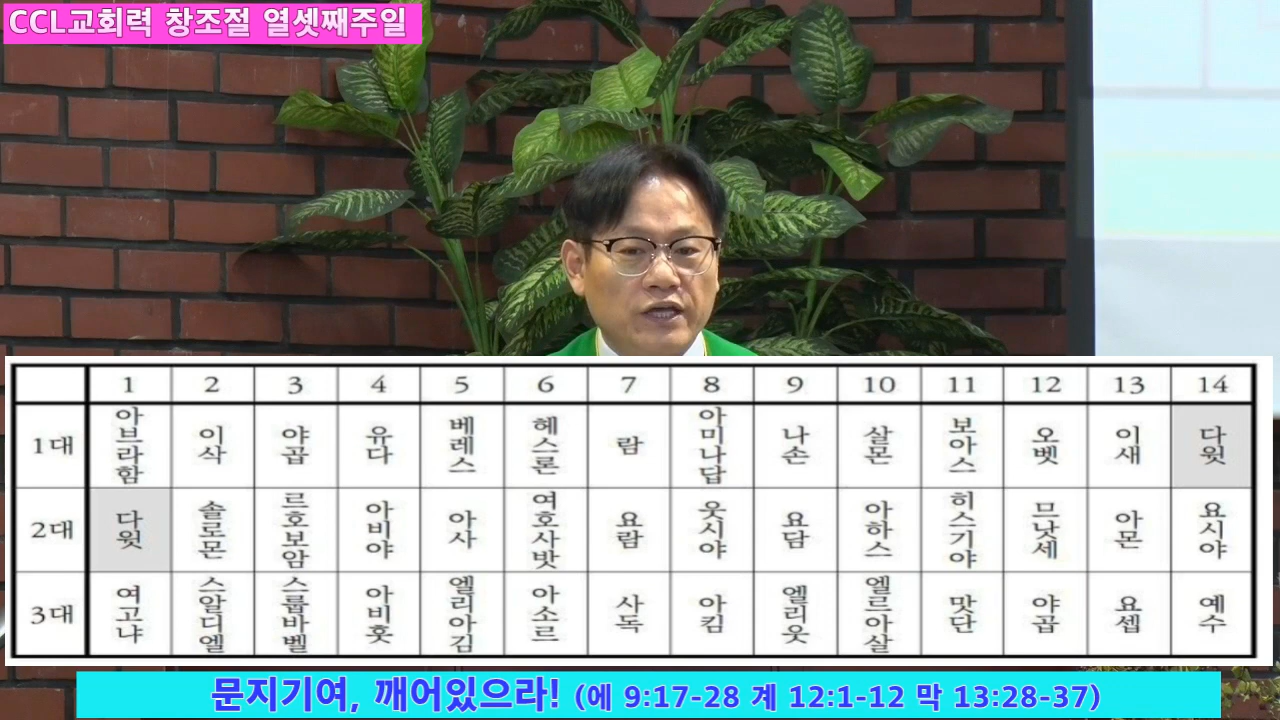 CCL교회력 창조절 열셋째주일
1 2 3 4 5 6 7 8 9 10 11 12 13 14
1대 아브라함 이삭 야곱 유다 베레스 헤스론 람 아미나답 나손 살몬 보아스 오벳 이새 다윗
2대 다윗 솔로몬 르호보암 아비야 아사 여호사밧 요람 웃시야 요담 아하스 히스기야 므낫세 아몬 요시야
3대 여고냐 스알디엘 스룹바벨 아비훗 엘리아김 아소르 사독 아킴 엘리웃 엘르아살 맛단 야곱 요셉 예수
문지기여, 깨어있으라! (에 9:17-28 계 12:1-12 막 13:28-37)